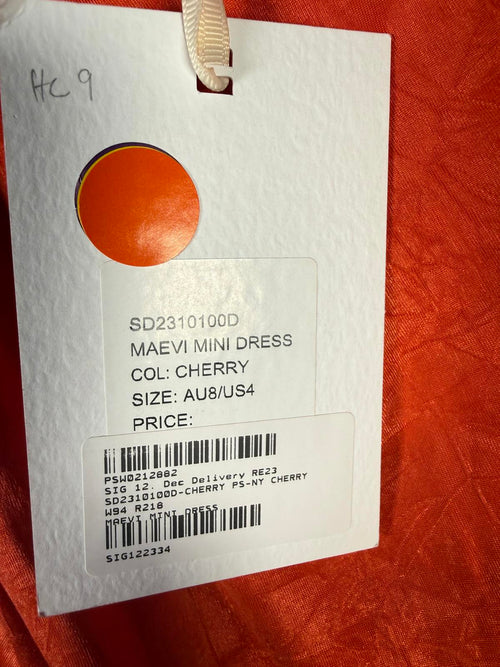 HC 9
SD2310100D
MAEVI MINI DRESS
COL: CHERRY
SIZE: AU8/US4
PRICE:
PSW0212882
SIG 12. Dec Delivery RE23
SD2310100D-CHERRY PS-NY CHERRY
W94 R218
MAEVI MINI DRESS
SIG122334